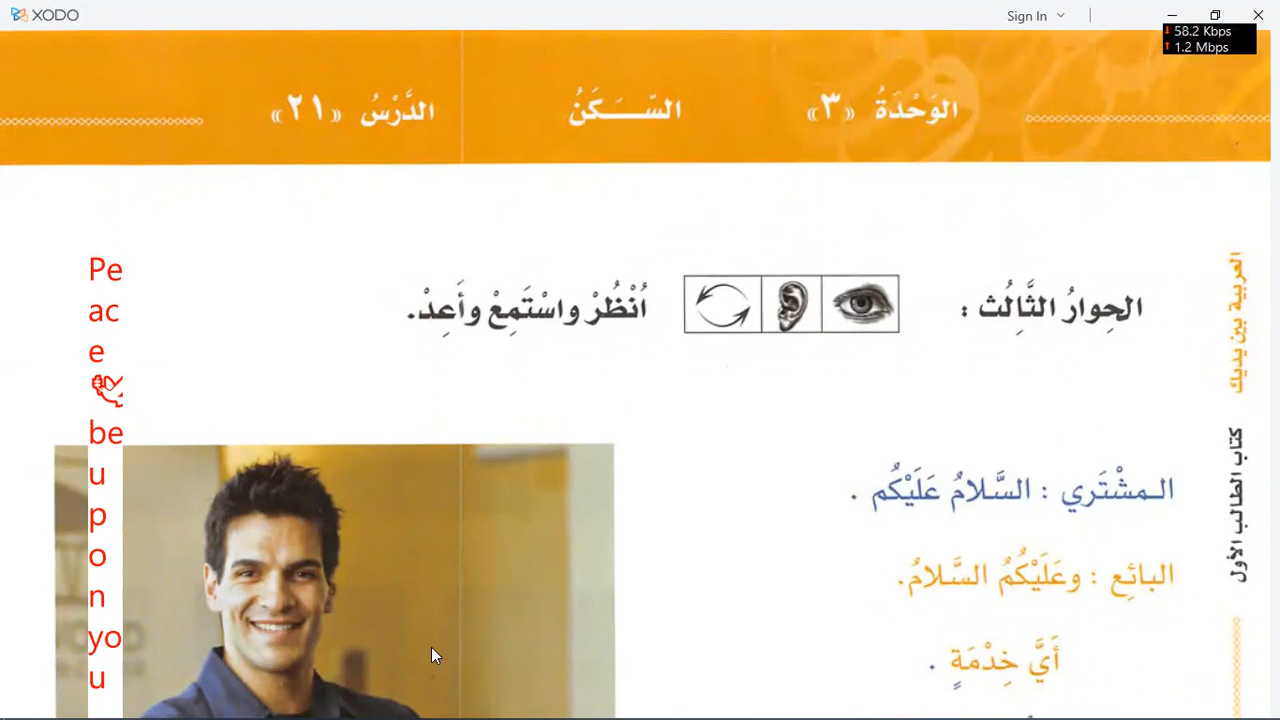 XODO
Sign In
58.2 Kbps
1.2 Mbps
الوَحْدَةُ «٣» السّـــكَنُ الدَّرْسُ «٢١»
الحِوارُ الثَّالِث :
اُنْظُرْ واسْتَمِعْ وأَعِدْ.
المشْتَري : السَّلامُ عَلَيْكُم .
البائِع : وعَلَيْكُمُ السَّلامُ.
أَيَّ خِدْمَةٍ .
العربية بين يديك
كتاب الطالب الأول
Pe
ac
e
🕊
be
u
p
o
n
yo
u